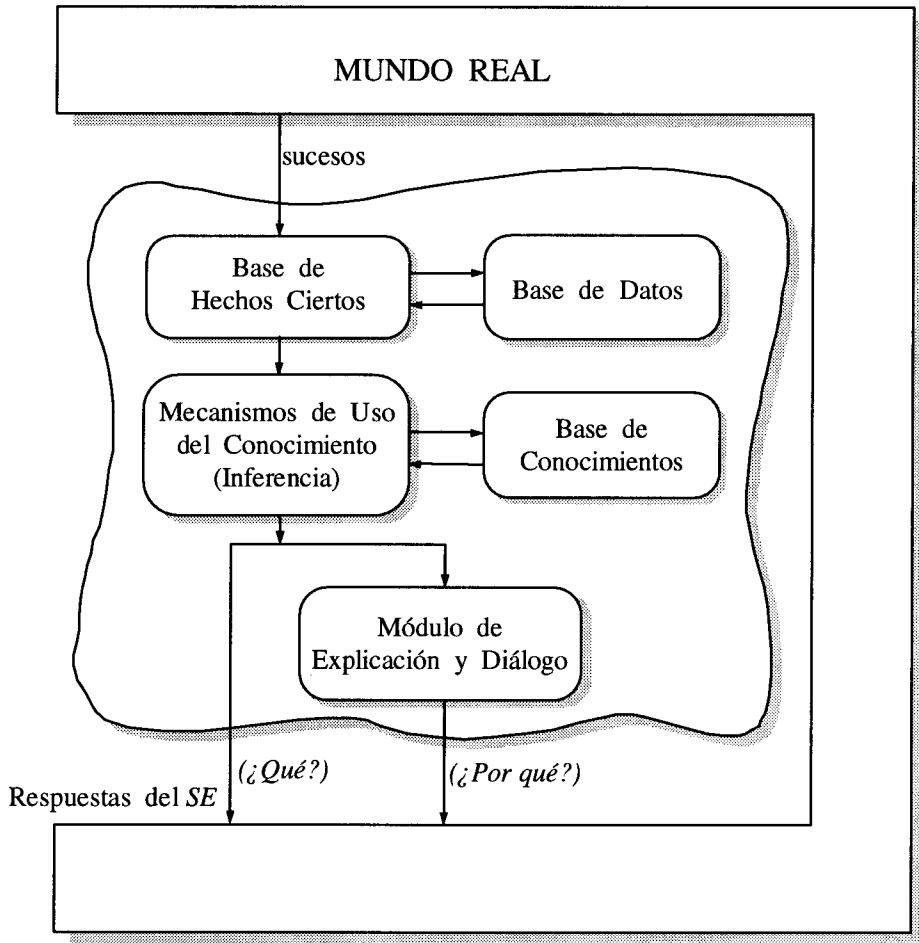 MUNDO REAL
sucesos
Base de
Hechos Ciertos
Base de Datos
Mecanismos de Uso
del Conocimiento
(Inferencia)
Base de
Conocimientos
Módulo de
Explicación y Diálogo
(¿Qué?)
(¿Por qué?)
Respuestas del SE